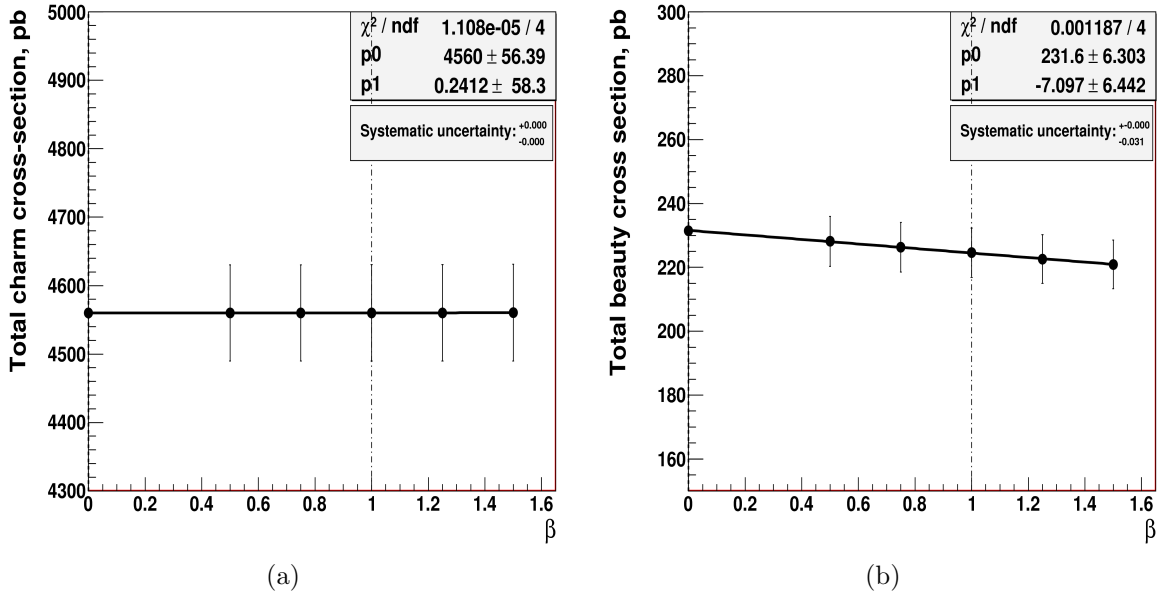 Total charm cross-section, pb
5000
4900
4800
4700
4600
4500
4400
4300
0 0.2 0.4 0.6 0.8 1 1.2 1.4 1.6
β
χ² / ndf 1.108e-05 / 4
p0 4560 ± 56.39
p1 0.2412 ± 58.3
Systematic uncertainty: +0.000
-0.000
(a)
Total beauty cross section, pb
300
280
260
240
220
200
180
160
0 0.2 0.4 0.6 0.8 1 1.2 1.4 1.6
β
χ² / ndf 0.001187 / 4
p0 231.6 ± 6.303
p1 -7.097 ± 6.442
Systematic uncertainty: +-0.000
-0.031
(b)